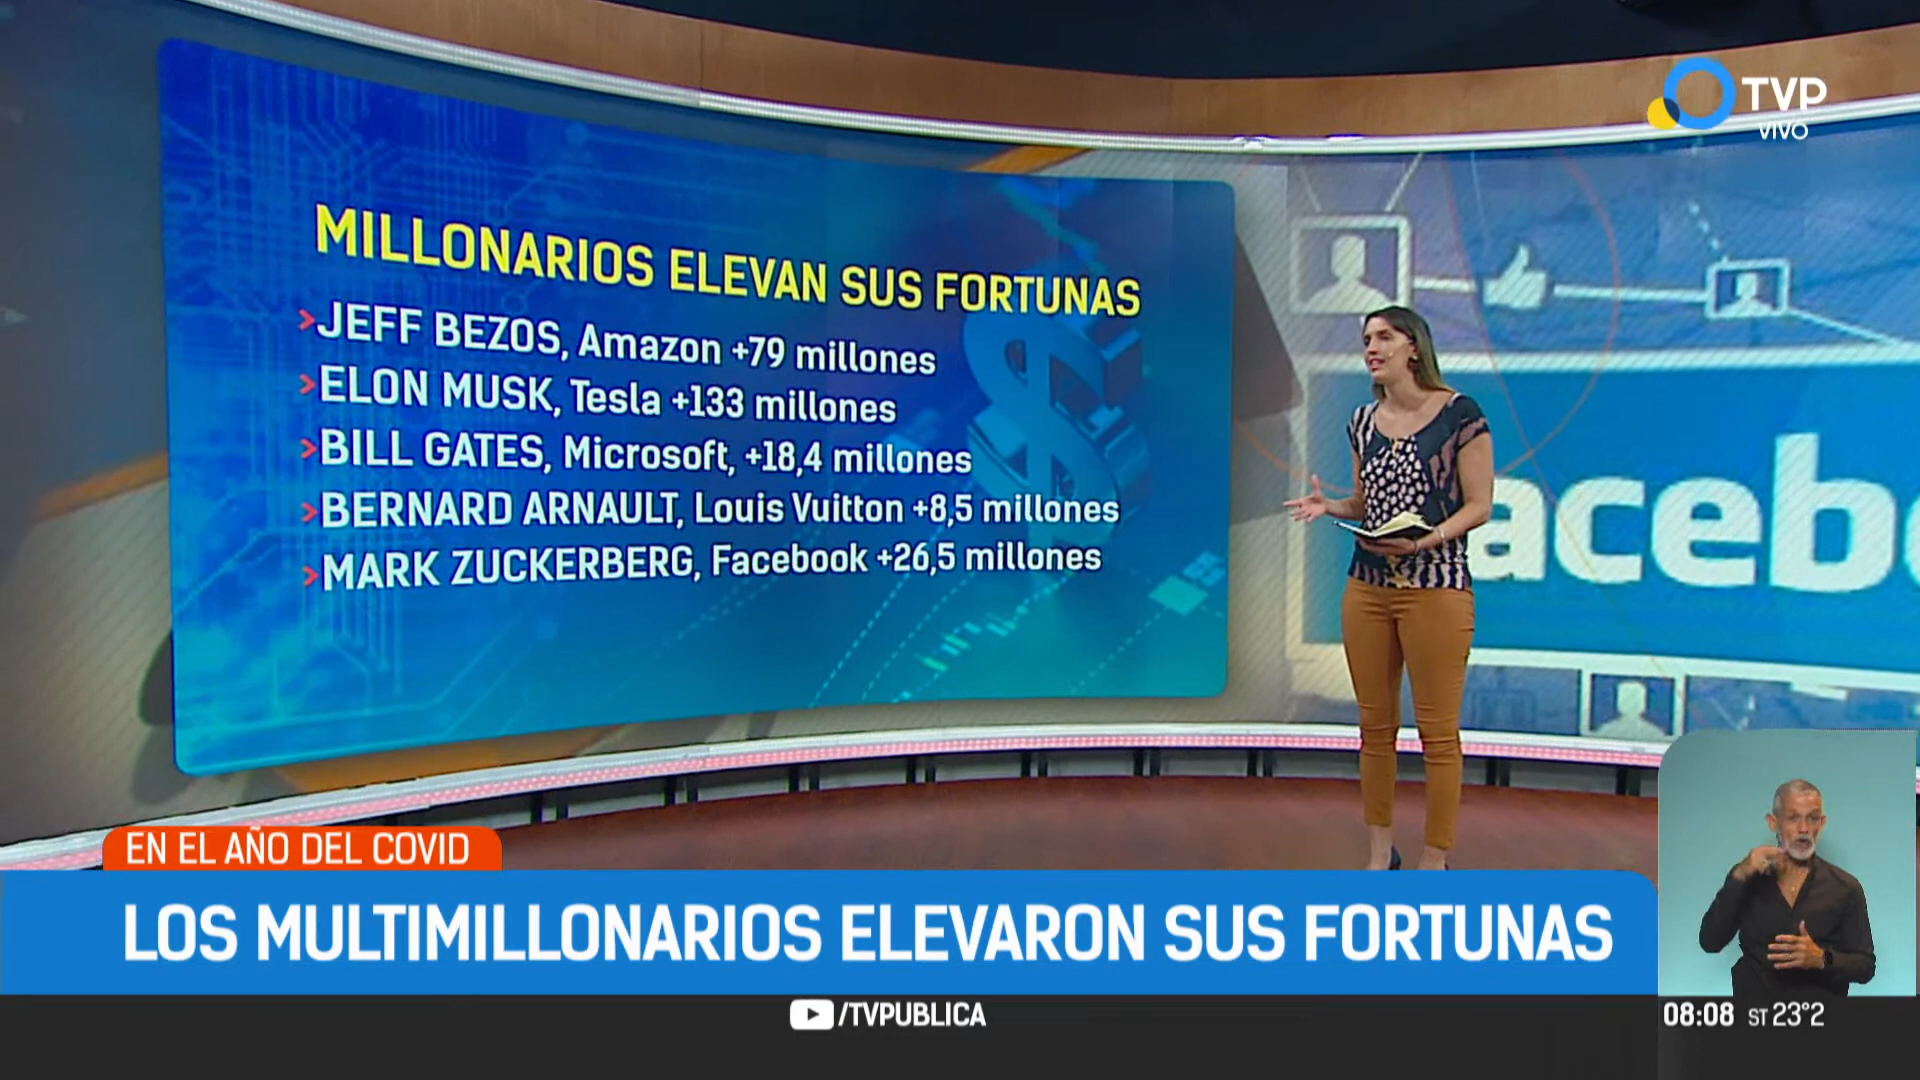 TVP
VIVO
MILLONARIOS ELEVAN SUS FORTUNAS
>JEFF BEZOS, Amazon +79 millones
>ELON MUSK, Tesla +133 millones
>BILL GATES, Microsoft, +18,4 millones
>BERNARD ARNAULT, Louis Vuitton +8,5 millones
>MARK ZUCKERBERG, Facebook +26,5 millones
acebo
EN EL AÑO DEL COVID
LOS MULTIMILLONARIOS ELEVARON SUS FORTUNAS
/TVPUBLICA
08:08 ST 23°2